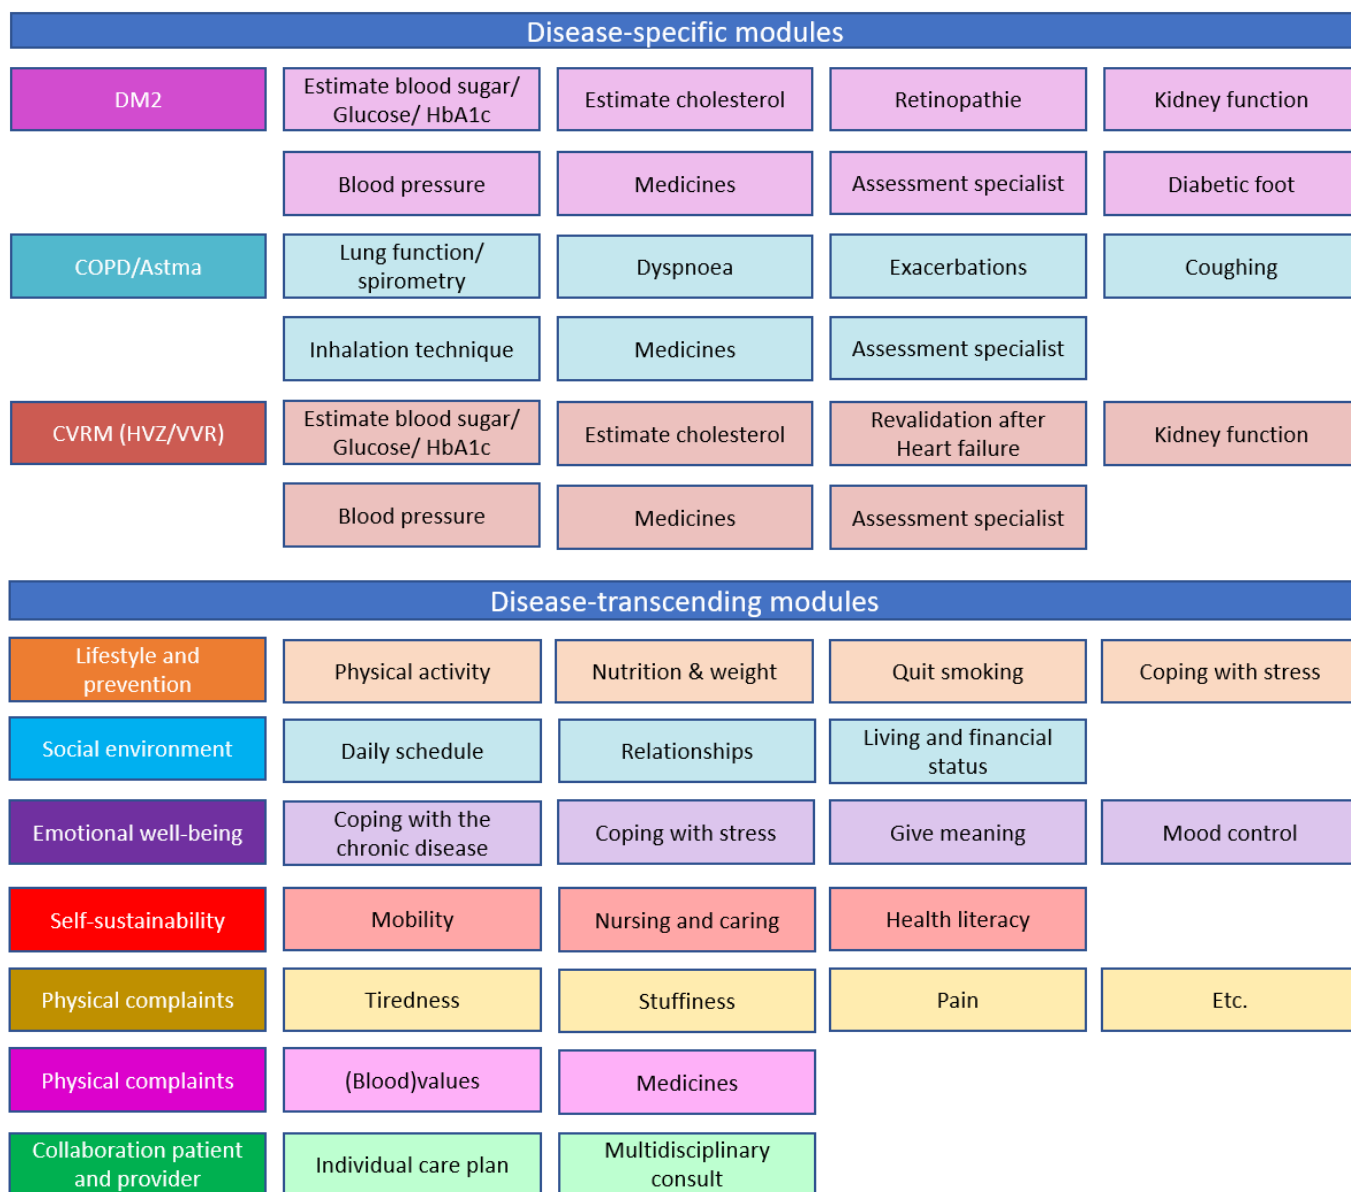 Disease-specific modules
DM2
Estimate blood sugar/
Glucose/ HbA1c
Estimate cholesterol
Retinopathie
Kidney function
Blood pressure
Medicines
Assessment specialist
Diabetic foot
COPD/Astma
Lung function/
spirometry
Dyspnoea
Exacerbations
Coughing
Inhalation technique
Medicines
Assessment specialist
CVRM (HVZ/VVR)
Estimate blood sugar/
Glucose/ HbA1c
Estimate cholesterol
Revalidation after
Heart failure
Kidney function
Blood pressure
Medicines
Assessment specialist
Disease-transcending modules
Lifestyle and
prevention
Physical activity
Nutrition & weight
Quit smoking
Coping with stress
Social environment
Daily schedule
Relationships
Living and financial
status
Emotional well-being
Coping with the
chronic disease
Coping with stress
Give meaning
Mood control
Self-sustainability
Mobility
Nursing and caring
Health literacy
Physical complaints
Tiredness
Stuffiness
Pain
Etc.
Physical complaints
(Blood)values
Medicines
Collaboration patient
and provider
Individual care plan
Multidisciplinary
consult